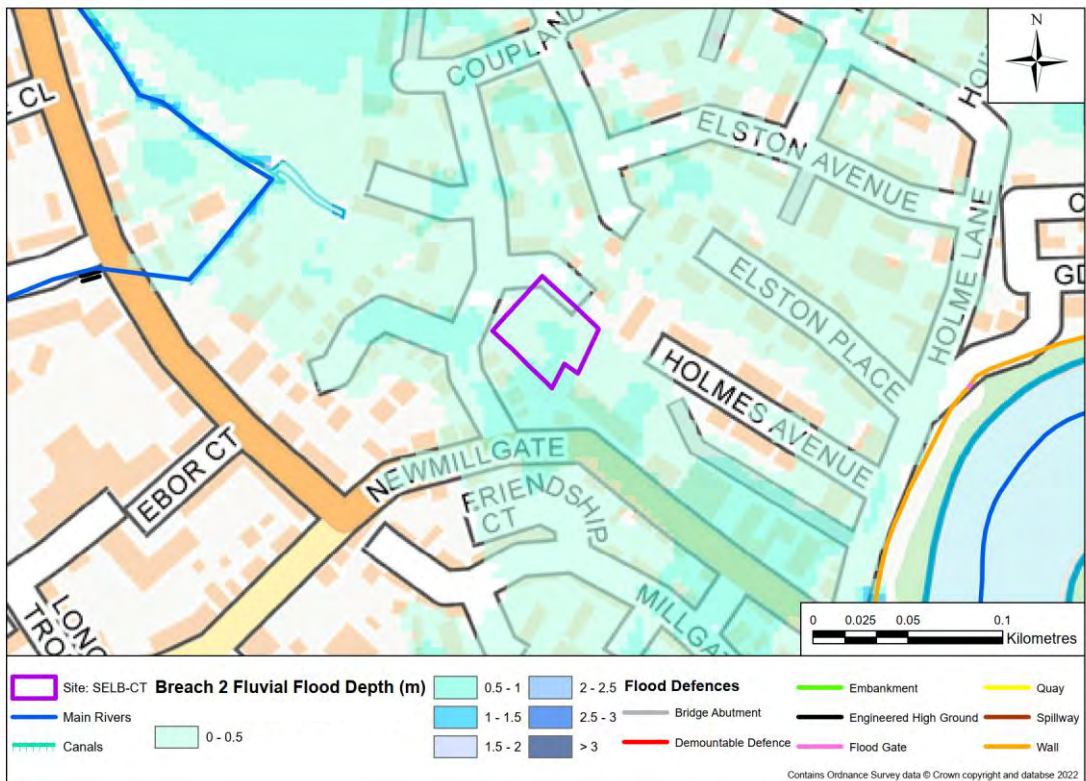 N
COUPLAND
CL
ELSTON AVENUE
HOLME LANE
ELSTON PLACE
GD
HOLMES AVENUE
NEWMILLGATE
EBOR CT
FRIENDSHIP
CT
MILLGAT
LONG
TRO
0 0.025 0.05 0.1
Kilometres
Site: SELB-CT
Main Rivers
Canals
Breach 2 Fluvial Flood Depth (m)
0 - 0.5
0.5 - 1
1 - 1.5
1.5 - 2
2 - 2.5
2.5 - 3
> 3
Flood Defences
Bridge Abutment
Demountable Defence
Embankment
Engineered High Ground
Flood Gate
Quay
Spillway
Wall
Contains Ordnance Survey data © Crown copyright and databse 2022